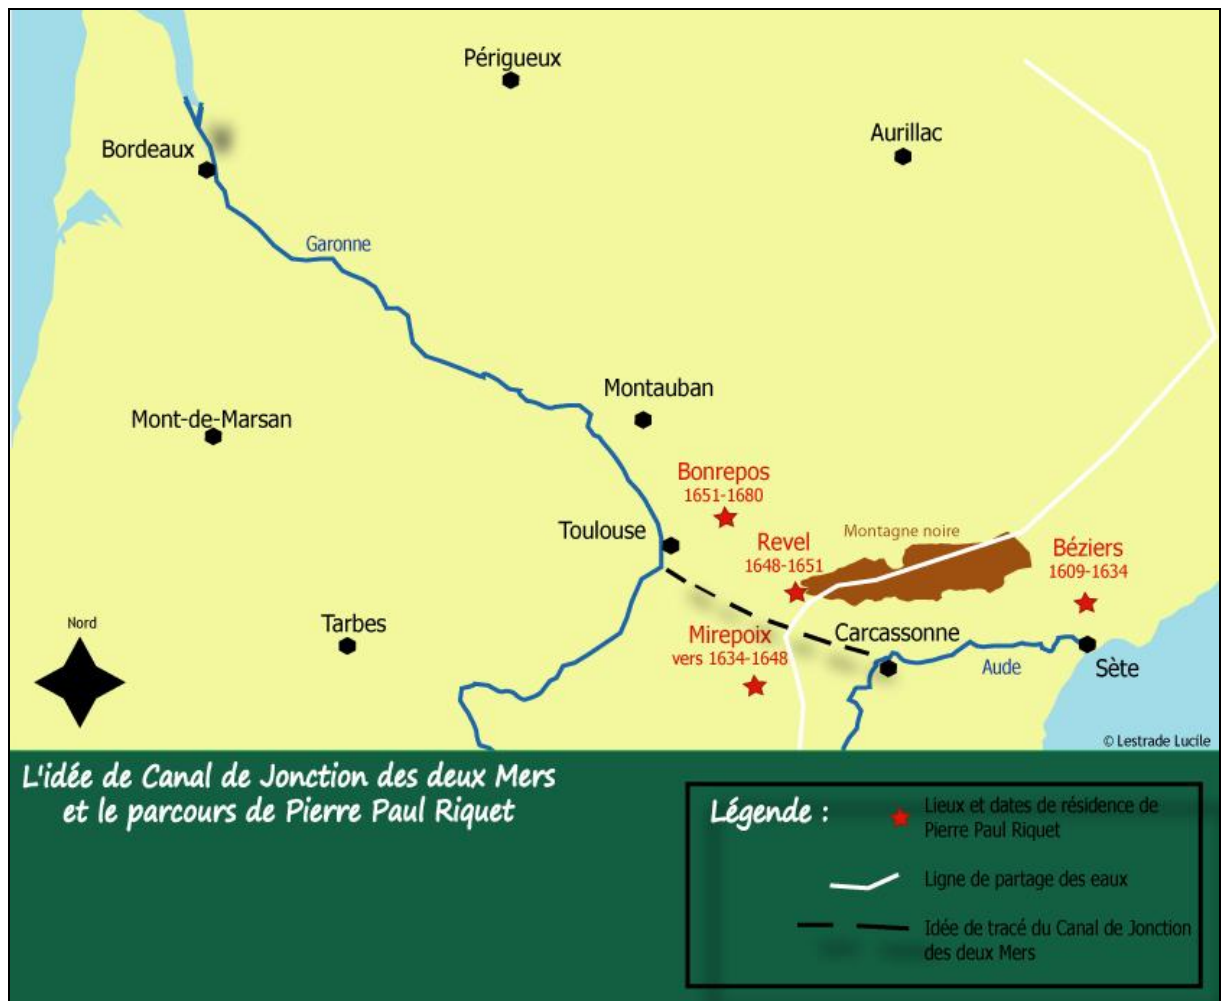 Périgueux
Aurillac
Bordeaux
Garonne
Montauban
Mont-de-Marsan
Bonrepos
1651-1680
Toulouse
Revel
1648-1651
Montagne noire
Béziers
1609-1634
Nord
Tarbes
Mirepoix
vers 1634-1648
Carcassonne
Aude
Sète
© Lestrade Lucile
L'idée de Canal de Jonction des deux Mers
et le parcours de Pierre Paul Riquet
Légende :
Lieux et dates de résidence de
Pierre Paul Riquet
Ligne de partage des eaux
Idée de tracé du Canal de Jonction
des deux Mers